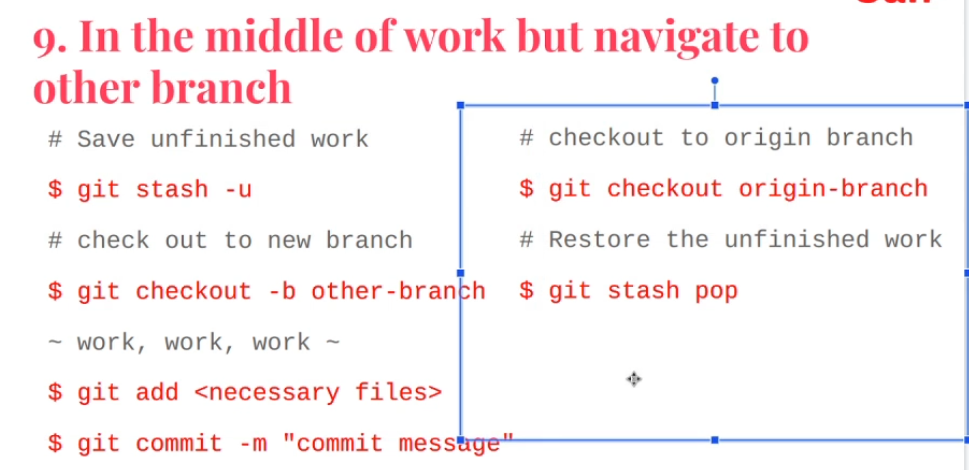 9. In the middle of work but navigate to
other branch
# Save unfinished work
$ git stash -u
# check out to new branch
$ git checkout -b other-branch
~ work, work, work ~
$ git add <necessary files>
$ git commit -m "commit message"
# checkout to origin branch
$ git checkout origin-branch
# Restore the unfinished work
$ git stash pop